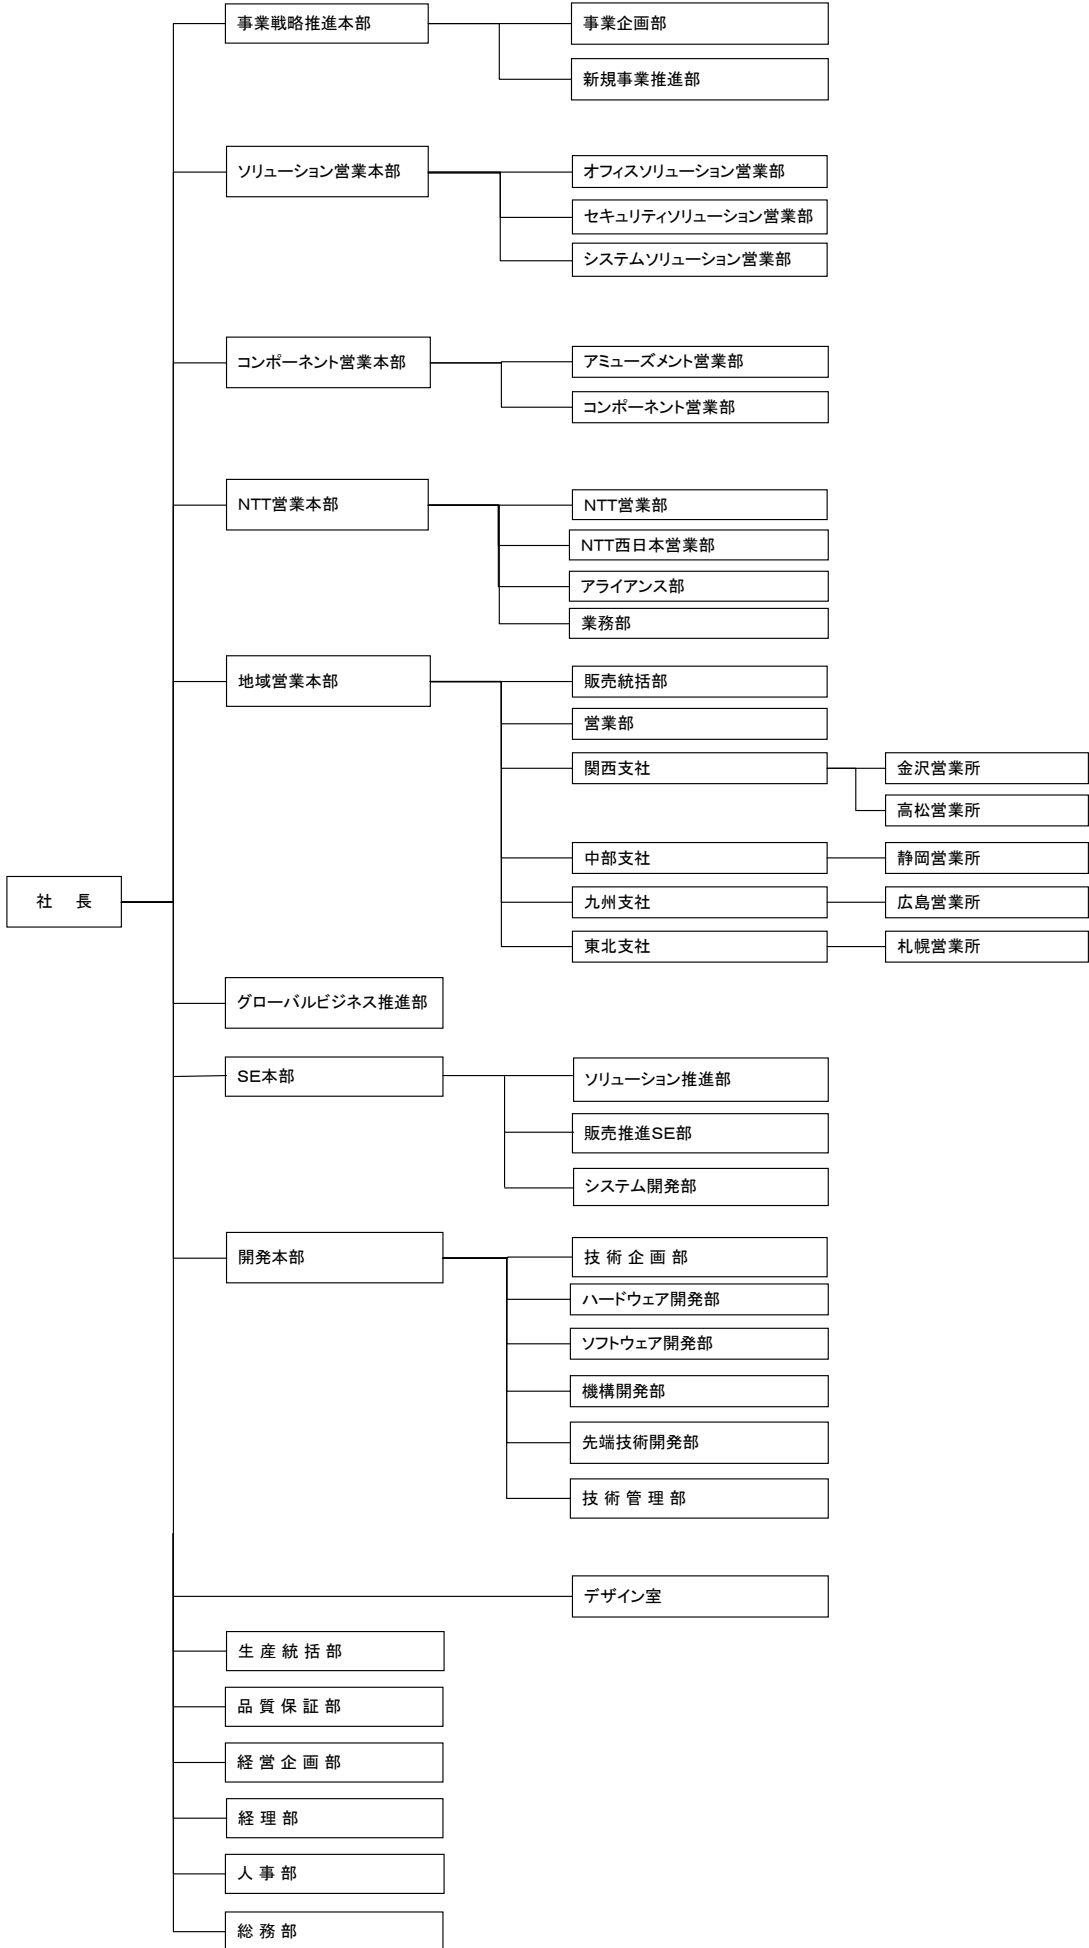 事業戦略推進本部
事業企画部
新規事業推進部
ソリューション営業本部
オフィスソリューション営業部
セキュリティソリューション営業部
システムソリューション営業部
コンポーネント営業本部
アミューズメント営業部
コンポーネント営業部
NTT営業本部
NTT営業部
NTT西日本営業部
アライアンス部
業務部
地域営業本部
販売統括部
営業部
関西支社
金沢営業所
高松営業所
中部支社
静岡営業所
社 長
九州支社
広島営業所
東北支社
札幌営業所
グローバルビジネス推進部
SE本部
ソリューション推進部
販売推進SE部
システム開発部
開発本部
技 術 企 画 部
ハードウェア開発部
ソフトウェア開発部
機構開発部
先端技術開発部
技 術 管 理 部
デザイン室
生 産 統 括 部
品 質 保 証 部
経 営 企 画 部
経 理 部
人 事 部
総 務 部